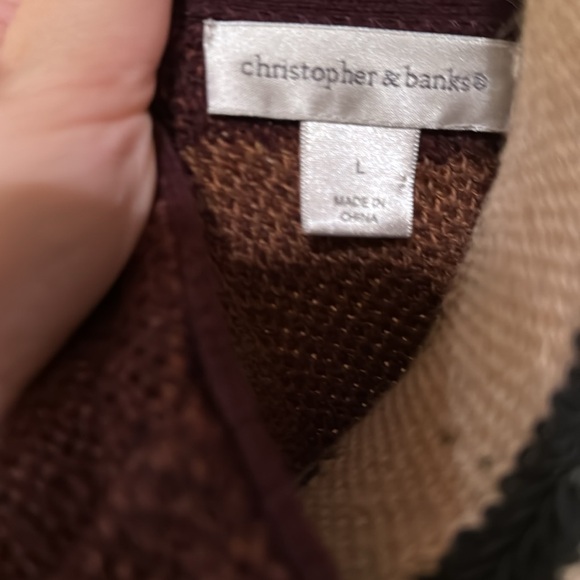 christopher & banks®
L
MADE IN
CHINA